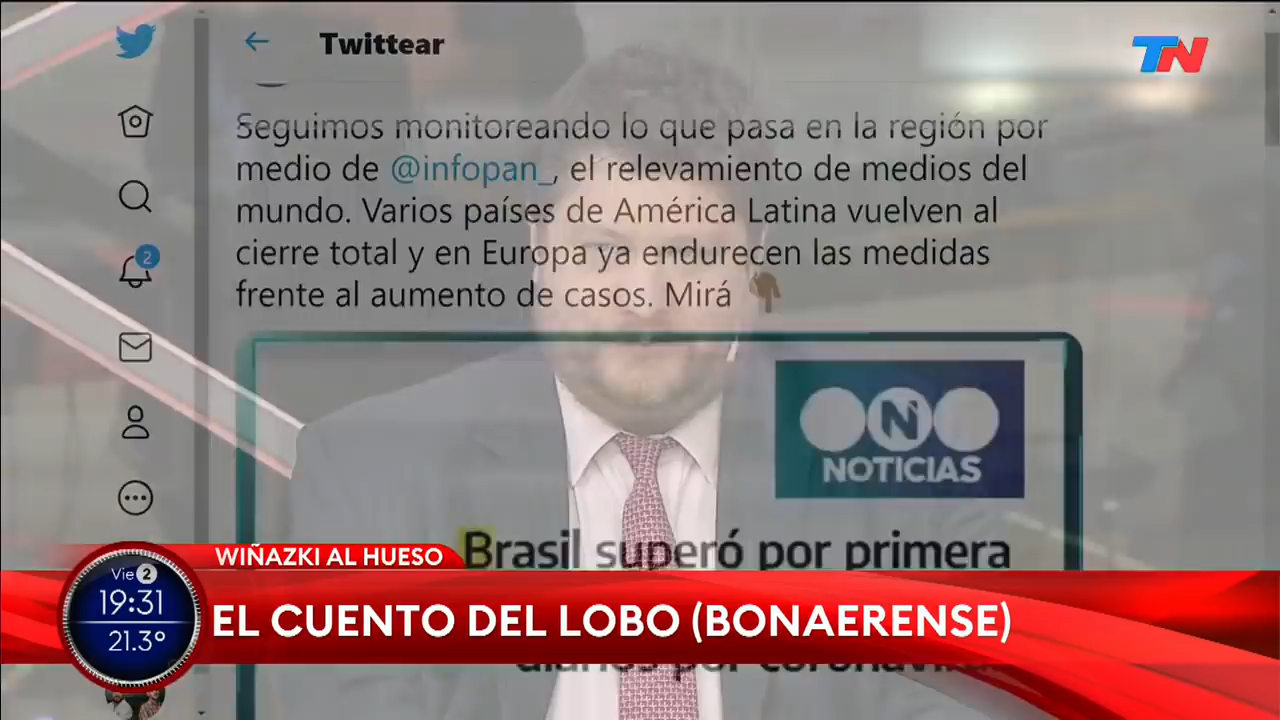 Twittear
TN
Seguimos monitoreando lo que pasa en la región por
medio de @infopan_, el relevamiento de medios del
mundo. Varios países de América Latina vuelven al
cierre total y en Europa ya endurecen las medidas
frente al aumento de casos. Mirá
2
N
NOTICIAS
Brasil superó por primera
WIÑAZKI AL HUESO
Vie 2
19:31
21.3°
EL CUENTO DEL LOBO (BONAERENSE)